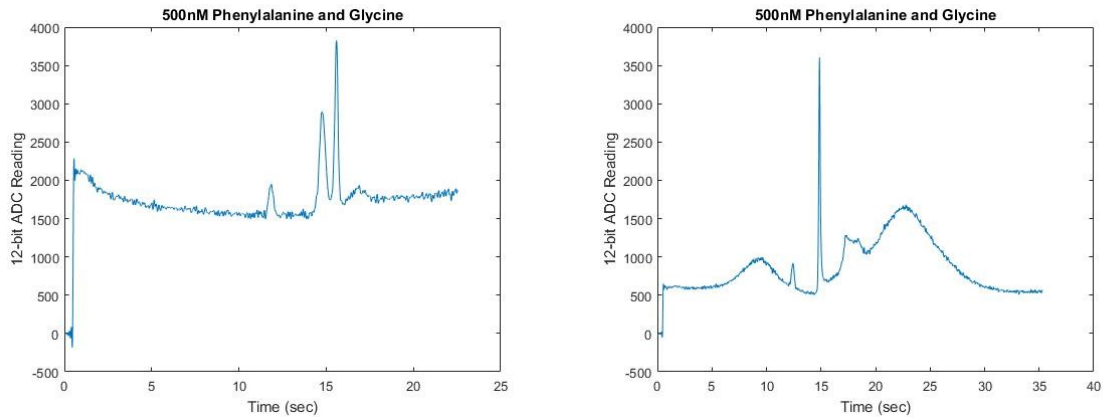 500nM Phenylalanine and Glycine
4000
3500
3000
2500
2000
1500
1000
500
0
-500
12-bit ADC Reading
0 5 10 15 20 25
Time (sec)
500nM Phenylalanine and Glycine
4000
3500
3000
2500
2000
1500
1000
500
0
-500
12-bit ADC Reading
0 5 10 15 20 25 30 35 40
Time (sec)